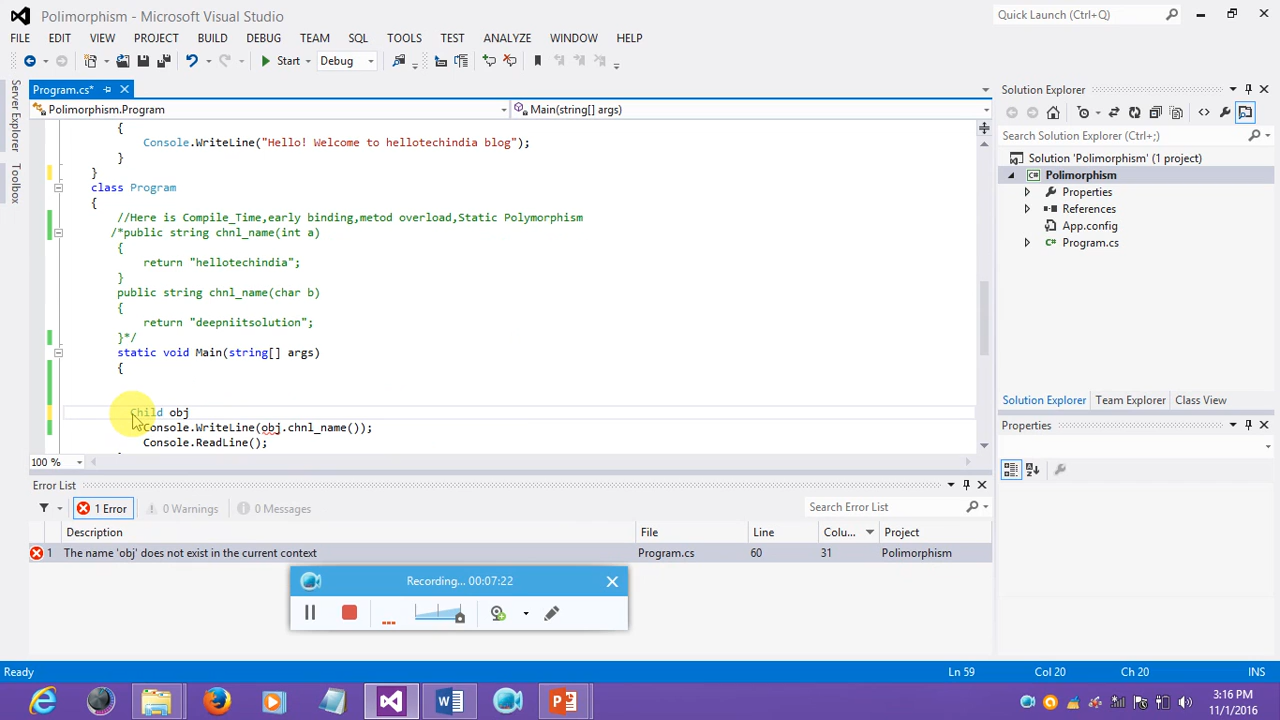 Polimorphism - Microsoft Visual Studio
Quick Launch (Ctrl+Q)
FILE EDIT VIEW PROJECT BUILD DEBUG TEAM SQL TOOLS TEST ANALYZE WINDOW HELP
Start Debug
Server Explorer
Toolbox
Program.cs*
Polimorphism.Program
Main(string[] args)
{
Console.WriteLine("Hello! Welcome to hellotechindia blog");
}
}
class Program
{
//Here is Compile_Time,early binding,metod overload,Static Polymorphism
/*public string chnl_name(int a)
{
return "hellotechindia";
}
public string chnl_name(char b)
{
return "deepniitsolution";
}*/
static void Main(string[] args)
{
Child obj
Console.WriteLine(obj.chnl_name());
Console.ReadLine();
100 %
Solution Explorer
Search Solution Explorer (Ctrl+;)
Solution 'Polimorphism' (1 project)
Polimorphism
Properties
References
App.config
Program.cs
Solution Explorer Team Explorer Class View
Properties
Error List
1 Error 0 Warnings 0 Messages
Search Error List
Description File Line Colu... Project
1 The name 'obj' does not exist in the current context Program.cs 60 31 Polimorphism
Recording... 00:07:22
Ready Ln 59 Col 20 Ch 20 INS
3:16 PM
11/1/2016